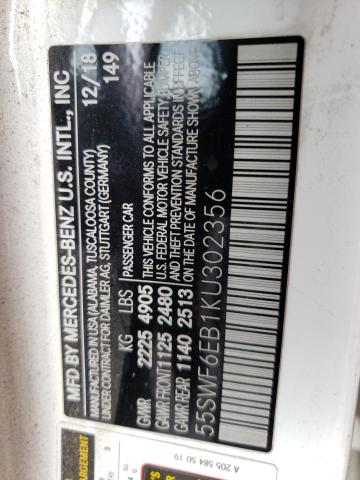 MFD BY MERCEDES-BENZ U.S. INTL., INC
MANUFACTURED IN USA (ALABAMA, TUSCALOOSA COUNTY) 12/18
UNDER CONTRACT FOR DAIMLER AG, STUTTGART (GERMANY) 149
KG LBS PASSENGER CAR
GVWR 2225 4905 THIS VEHICLE CONFORMS TO ALL APPLICABLE
GAWR FRONT 1125 2480 U.S. FEDERAL MOTOR VEHICLE SAFETY, BUMPER
AND THEFT PREVENTION STANDARDS IN EFFECT
GAWR REAR 1140 2513 ON THE DATE OF MANUFACTURE SHOWN ABOVE.
55SWF6EB1KU302356
A 205 584 50 19